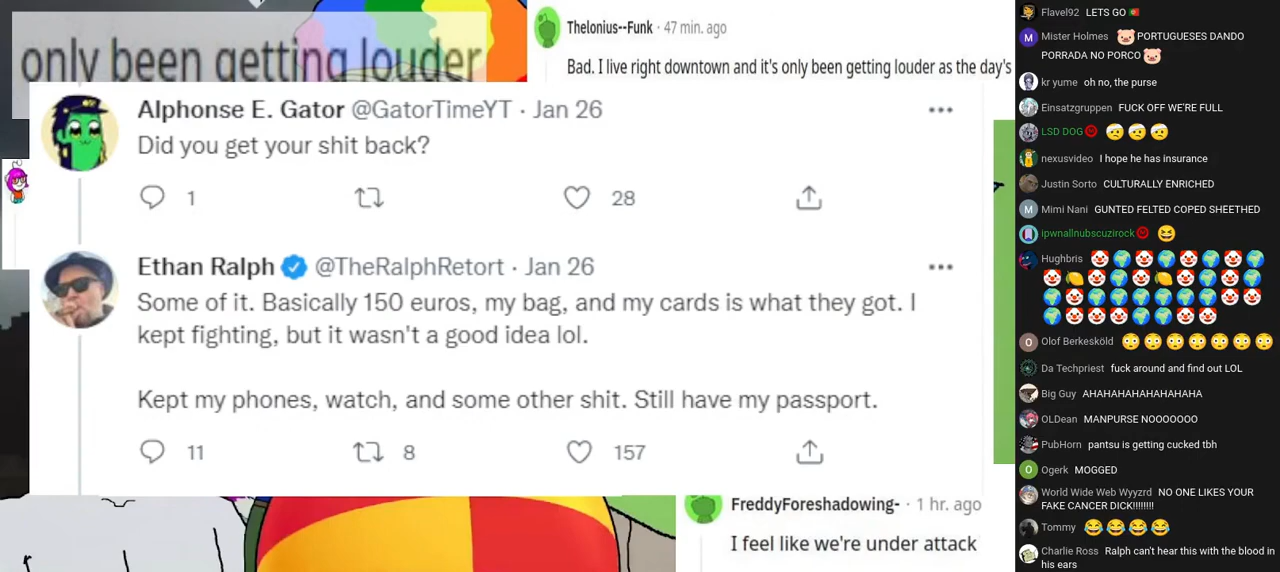 only been getting louder
Thelonius--Funk · 47 min. ago
Bad. I live right downtown and it's only been getting louder as the day's
Alphonse E. Gator @GatorTimeYT · Jan 26
Did you get your shit back?
1 28
Ethan Ralph @TheRalphRetort · Jan 26
Some of it. Basically 150 euros, my bag, and my cards is what they got. I
kept fighting, but it wasn't a good idea lol.
Kept my phones, watch, and some other shit. Still have my passport.
11 8 157
FreddyForeshadowing- · 1 hr. ago
I feel like we're under attack
Flavel92 LETS GO 🇵🇹
Mister Holmes 🐷PORTUGUESES DANDO
PORRADA NO PORCO🐷
kr yume oh no, the purse
Einsatzgruppen FUCK OFF WE'RE FULL
LSD DOG 🤕🤕🤕
nexusvideo I hope he has insurance
Justin Sorto CULTURALLY ENRICHED
M Mimi Nani GUNTED FELTED COPED SHEETHED
ipwnallnubscuzirock 😆
Hughbris 🤡🌍🤡🌍🤡🌍🤡🌍
🤡🍋🤡🌍🤡🍋🤡🌍🤡🌍
🌍🤡🌍🌍🌍🌍🌍🌍🤡🤡
🌍🤡🤡🤡🌍🌍🤡🤡
O Olof Berkesköld 😳😳😳😳😳😳😳
Da Techpriest fuck around and find out LOL
Big Guy AHAHAHAHAHAHAHA
OLDean MANPURSE NOOOOOOO
PubHorn pantsu is getting cucked tbh
O Ogerk MOGGED
World Wide Web Wyyzrd NO ONE LIKES YOUR
FAKE CANCER DICK!!!!!!!!
Tommy 😂😂😂😂
Charlie Ross Ralph can't hear this with the blood in
his ears